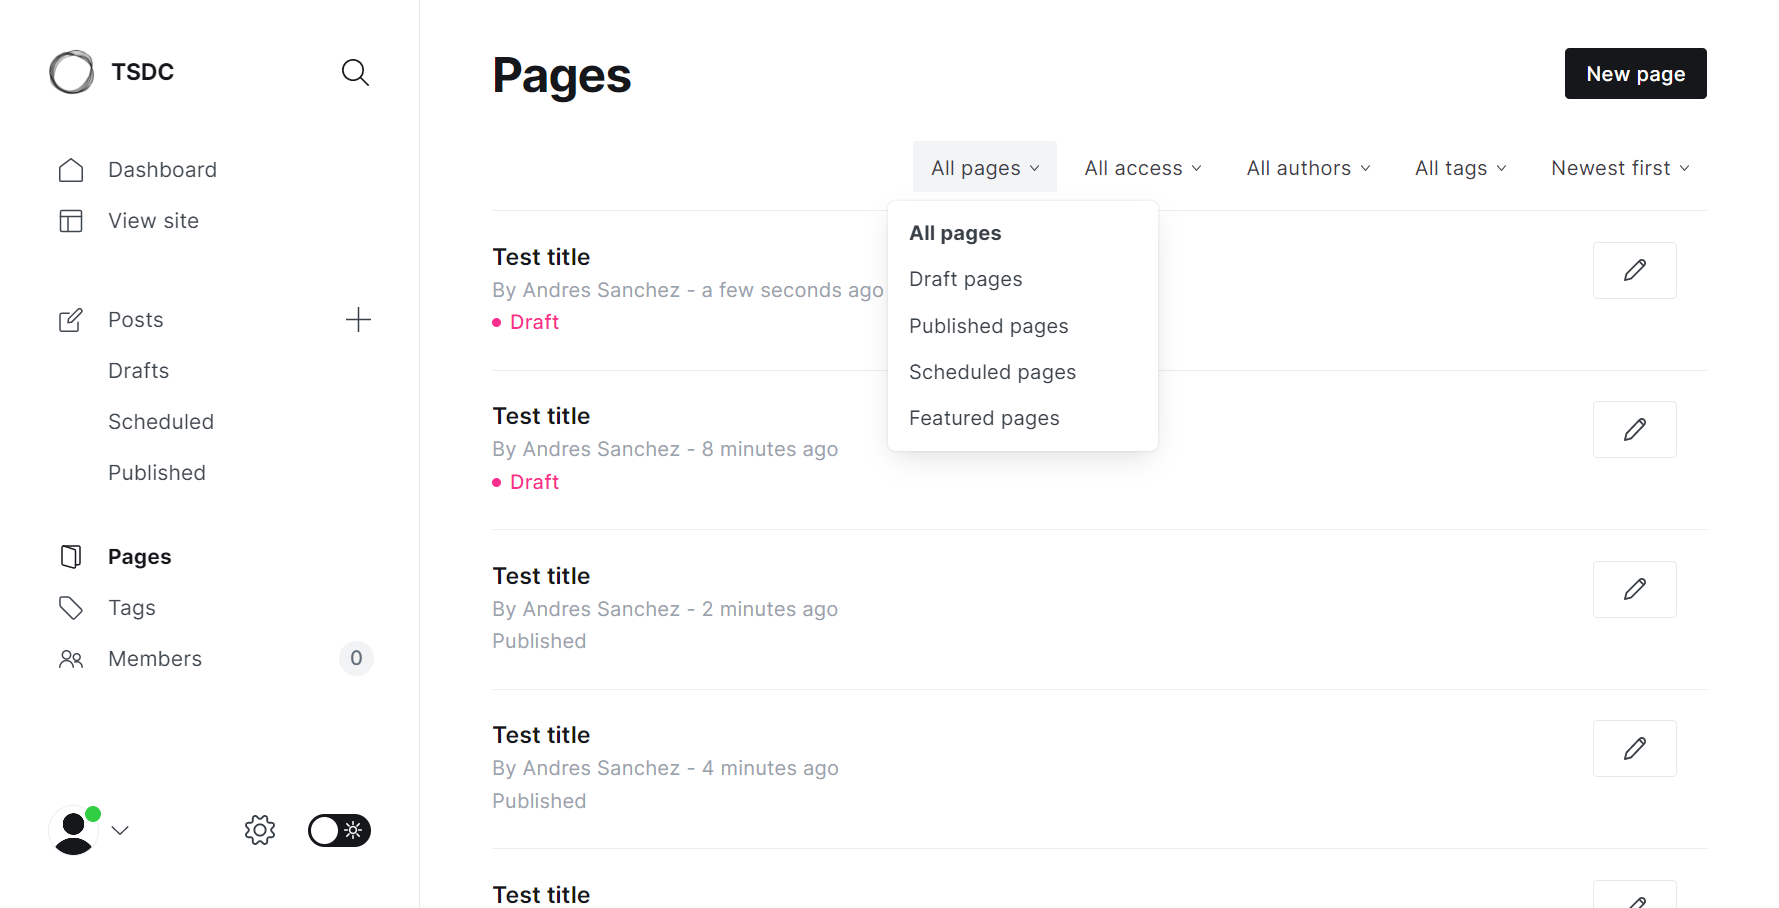 TSDC
Dashboard
View site
Posts
Drafts
Scheduled
Published
Pages
Tags
Members 0
Pages
New page
All pages All access All authors All tags Newest first
All pages
Draft pages
Published pages
Scheduled pages
Featured pages
Test title
By Andres Sanchez - a few seconds ago
Draft
Test title
By Andres Sanchez - 8 minutes ago
Draft
Test title
By Andres Sanchez - 2 minutes ago
Published
Test title
By Andres Sanchez - 4 minutes ago
Published
Test title